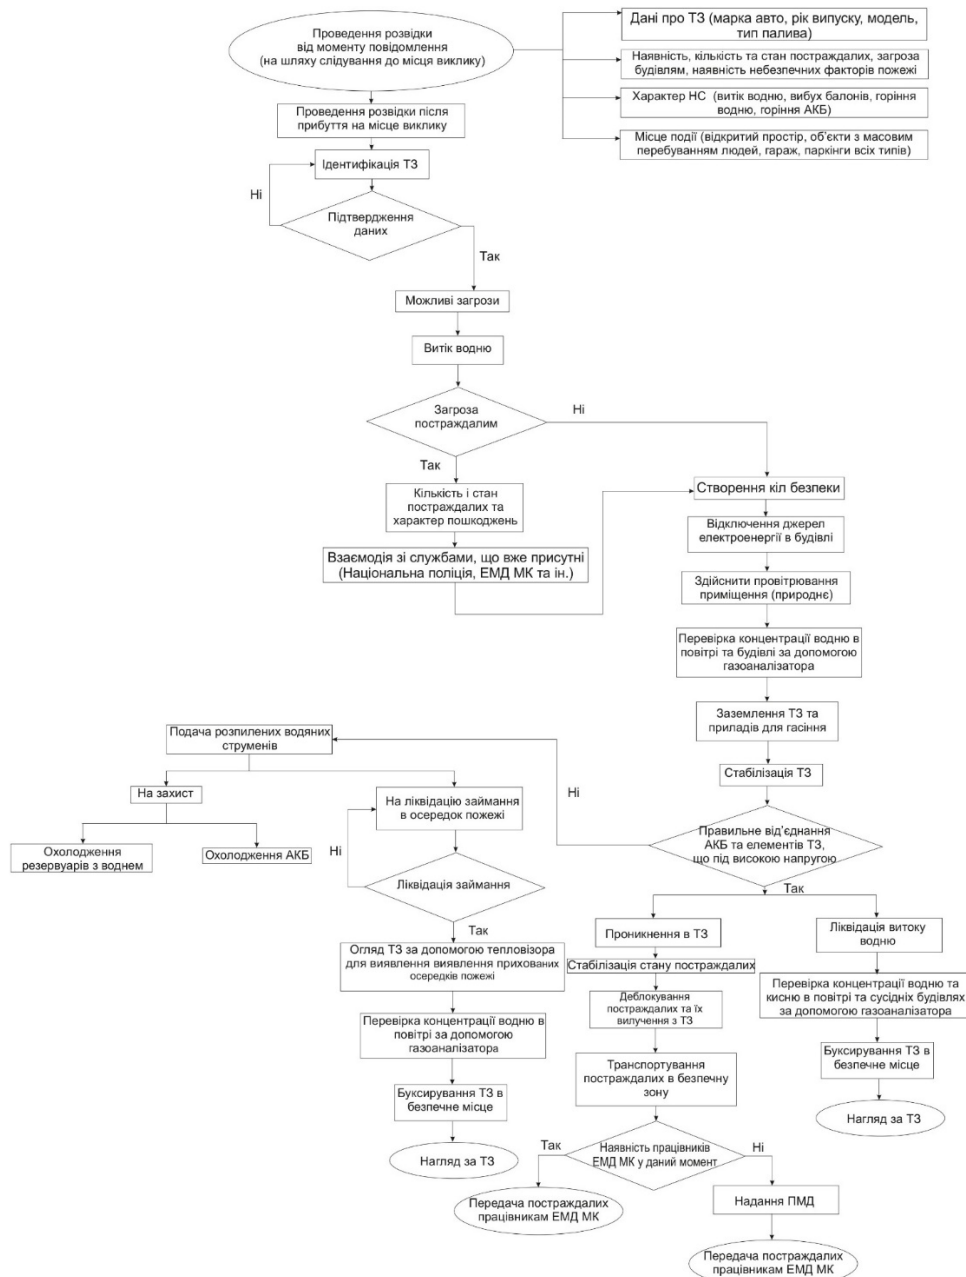 Проведення розвідки
від моменту повідомлення
(на шляху слідування до місця виклику)
Дані про ТЗ (марка авто, рік випуску, модель,
тип палива)
Наявність, кількість та стан постраждалих, загроза
будівлям, наявність небезпечних факторів пожежі
Характер НС (витік водню, вибух балонів, горіння
водню, горіння АКБ)
Місце події (відкритий простір, об'єкти з масовим
перебуванням людей, гараж, паркінги всіх типів)
Проведення розвідки після
прибуття на місце виклику
Ідентифікація ТЗ
Ні
Підтвердження
даних
Так
Можливі загрози
Витік водню
Загроза
постраждалим
Ні
Так
Кількість і стан
постраждалих та
характер пошкоджень
Взаємодія зі службами, що вже присутні
(Національна поліція, ЕМД МК та ін.)
Створення кіл безпеки
Відключення джерел
електроенергії в будівлі
Здійснити провітрювання
приміщення (природнє)
Перевірка концентрації водню в
повітрі та будівлі за допомогою
газоаналізатора
Заземлення ТЗ та
приладів для гасіння
Стабілізація ТЗ
Правильне від'єднання
АКБ та елементів ТЗ,
що під високою напругою
Ні
Так
Подача розпилених водяних
струменів
На захист
Охолодження
резервуарів з воднем
Охолодження АКБ
На ліквідацію займання
в осередок пожежі
Ні
Ліквідація займання
Так
Огляд ТЗ за допомогою тепловізора
для виявлення виявлення прихованих
осередків пожежі
Перевірка концентрації водню в
повітрі за допомогою
газоаналізатора
Буксирування ТЗ в
безпечне місце
Нагляд за ТЗ
Проникнення в ТЗ
Стабілізація стану постраждалих
Деблокування
постраждалих та їх
вилучення з ТЗ
Транспортування
постраждалих в безпечну
зону
Наявність працівників
ЕМД МК у даний момент
Так
Ні
Передача постраждалих
працівникам ЕМД МК
Надання ПМД
Передача постраждалих
працівникам ЕМД МК
Ліквідація витоку
водню
Перевірка концентрації водню та
кисню в повітрі та сусідніх будівлях
за допомогою газоаналізатора
Буксирування ТЗ в
безпечне місце
Нагляд за ТЗ